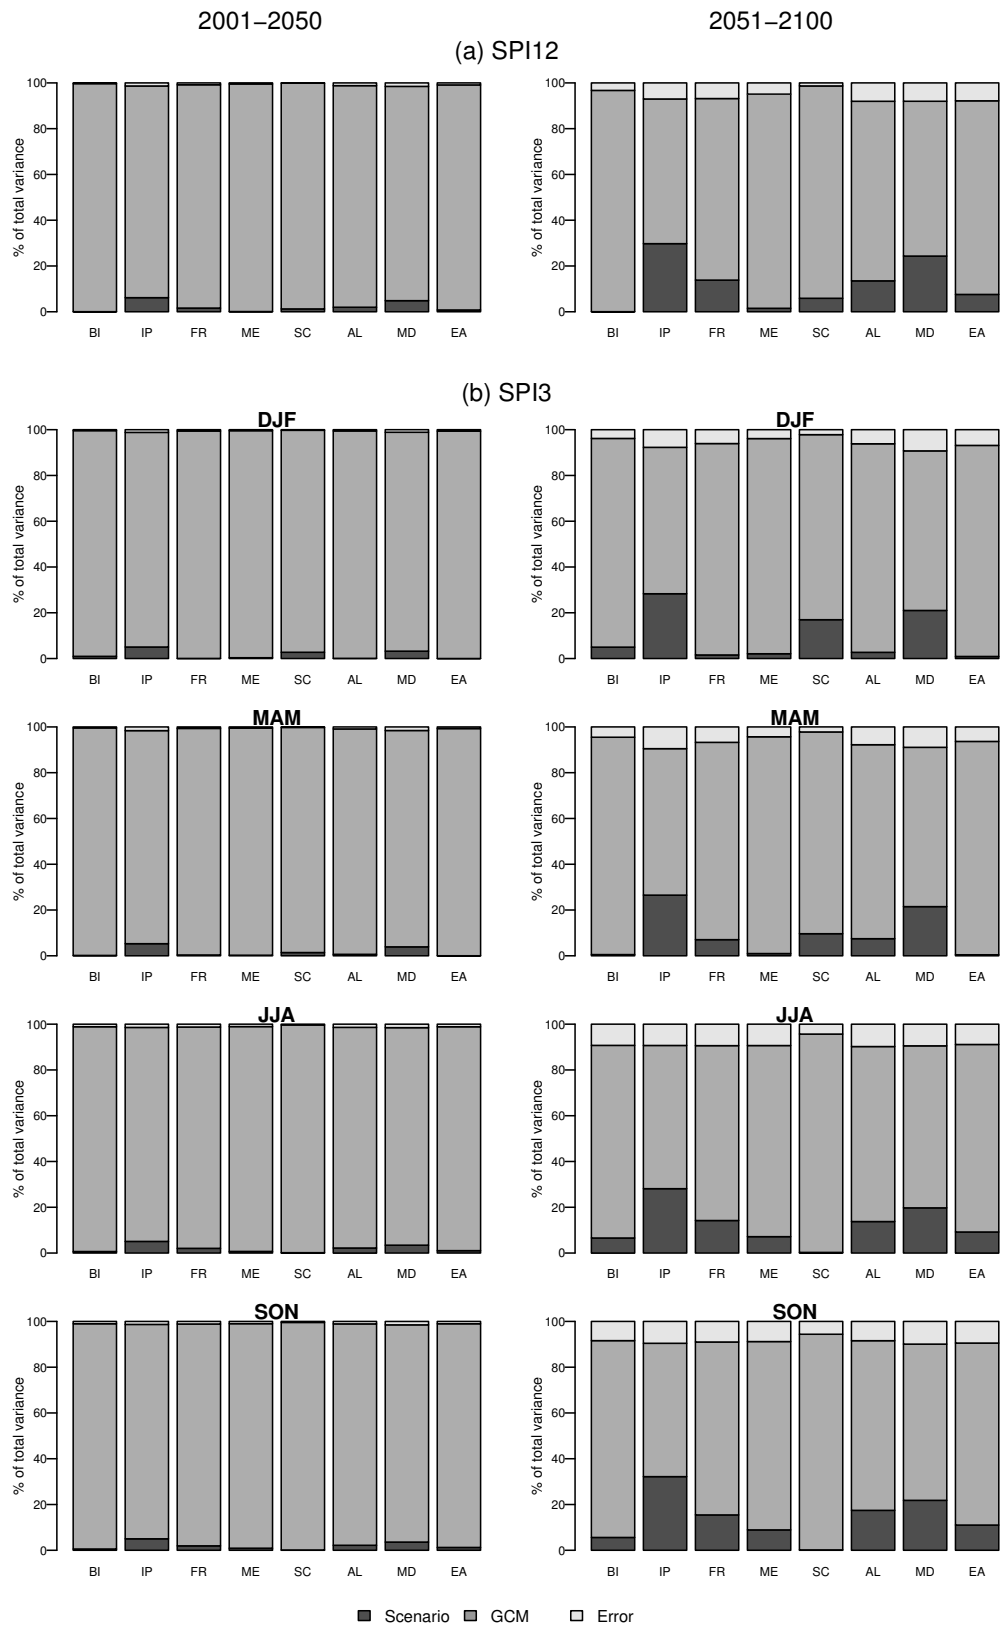 2001−2050 2051−2100
(a) SPI12
% of total variance
100
80
60
40
20
0
BI IP FR ME SC AL MD EA
% of total variance
100
80
60
40
20
0
BI IP FR ME SC AL MD EA
(b) SPI3
DJF
% of total variance
100
80
60
40
20
0
BI IP FR ME SC AL MD EA
DJF
% of total variance
100
80
60
40
20
0
BI IP FR ME SC AL MD EA
MAM
% of total variance
100
80
60
40
20
0
BI IP FR ME SC AL MD EA
MAM
% of total variance
100
80
60
40
20
0
BI IP FR ME SC AL MD EA
JJA
% of total variance
100
80
60
40
20
0
BI IP FR ME SC AL MD EA
JJA
% of total variance
100
80
60
40
20
0
BI IP FR ME SC AL MD EA
SON
% of total variance
100
80
60
40
20
0
BI IP FR ME SC AL MD EA
SON
% of total variance
100
80
60
40
20
0
BI IP FR ME SC AL MD EA
Scenario GCM Error